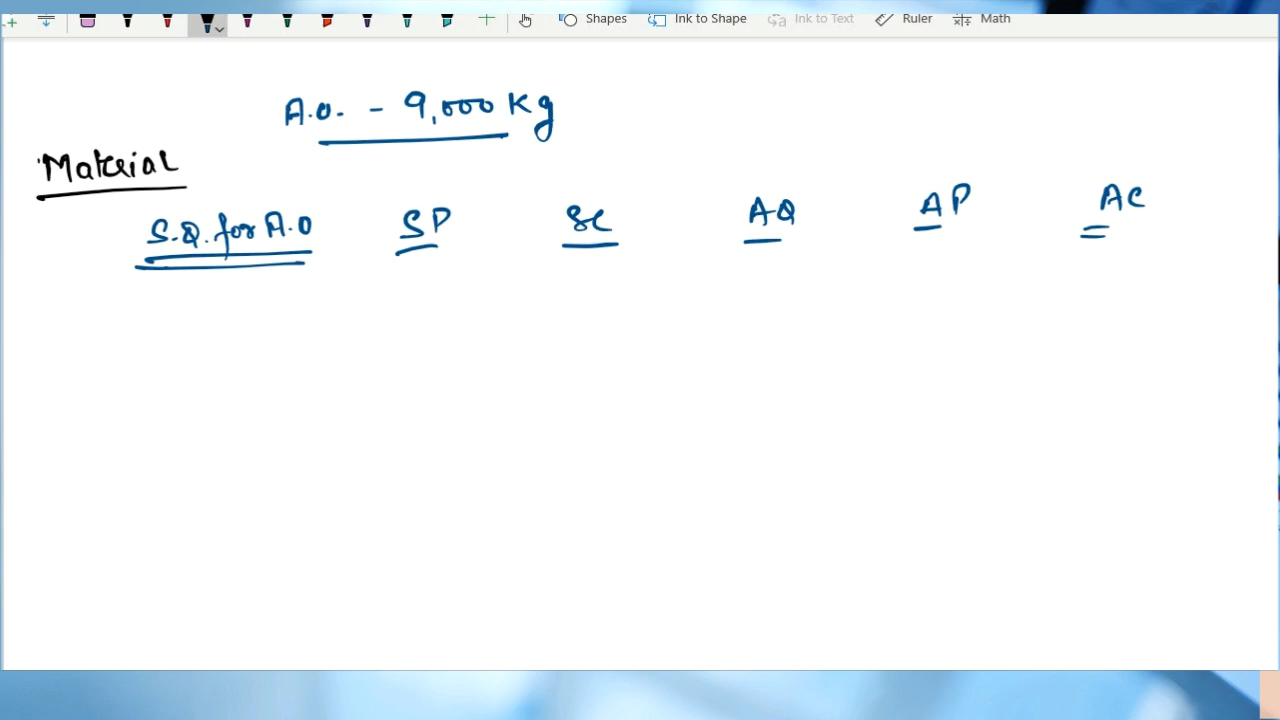 Shapes Ink to Shape Ink to Text Ruler Math
A.O. - 9,000 Kg
Material
S.Q. for A.O SP SC AQ AP AC